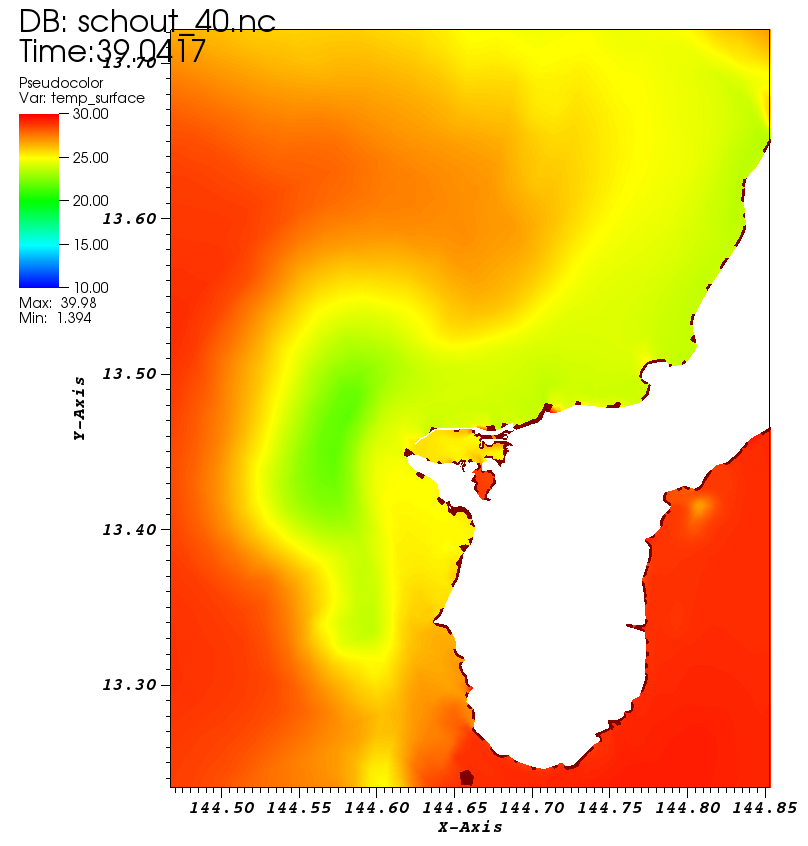 DB: schout_40.nc
Time:39.0417
Pseudocolor
Var: temp_surface
30.00
25.00
20.00
15.00
10.00
Max: 39.98
Min: 1.394
13.70
13.60
13.50
13.40
13.30
Y-Axis
144.50 144.55 144.60 144.65 144.70 144.75 144.80 144.85
X-Axis